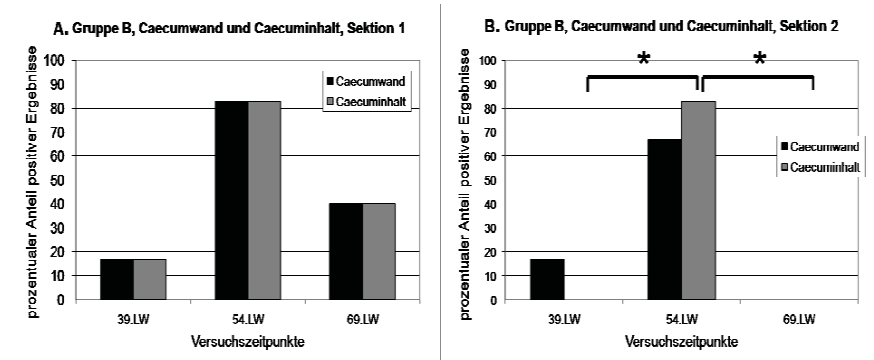 A. Gruppe B, Caecumwand und Caecuminhalt, Sektion 1
prozentualer Anteil positiver Ergebnisse
100
90
80
70
60
50
40
30
20
10
0
Caecumwand
Caecuminhalt
39.LW
54.LW
69.LW
Versuchszeitpunkte
B. Gruppe B, Caecumwand und Caecuminhalt, Sektion 2
prozentualer Anteil positiver Ergebnisse
100
90
80
70
60
50
40
30
20
10
0
* *
Caecumwand
Caecuminhalt
39.LW
54.LW
69.LW
Versuchszeitpunkte